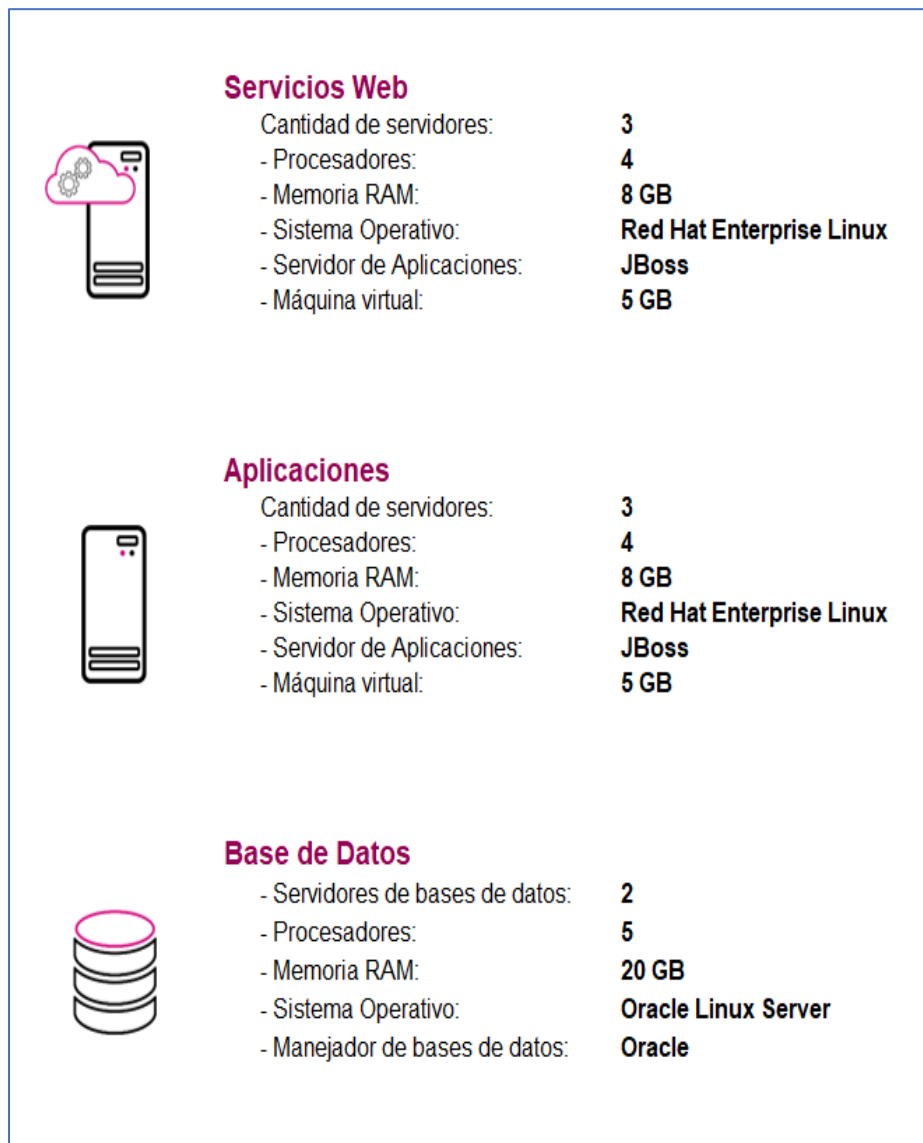 Servicios Web
Cantidad de servidores: 3
- Procesadores: 4
- Memoria RAM: 8 GB
- Sistema Operativo: Red Hat Enterprise Linux
- Servidor de Aplicaciones: JBoss
- Máquina virtual: 5 GB
Aplicaciones
Cantidad de servidores: 3
- Procesadores: 4
- Memoria RAM: 8 GB
- Sistema Operativo: Red Hat Enterprise Linux
- Servidor de Aplicaciones: JBoss
- Máquina virtual: 5 GB
Base de Datos
- Servidores de bases de datos: 2
- Procesadores: 5
- Memoria RAM: 20 GB
- Sistema Operativo: Oracle Linux Server
- Manejador de bases de datos: Oracle